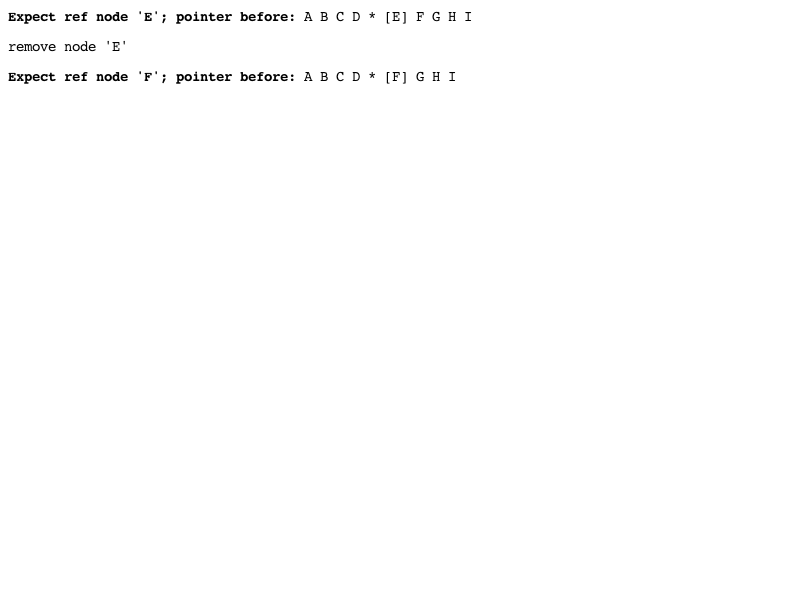 Expect ref node 'E'; pointer before: A B C D * [E] F G H I
remove node 'E'
Expect ref node 'F'; pointer before: A B C D * [F] G H I